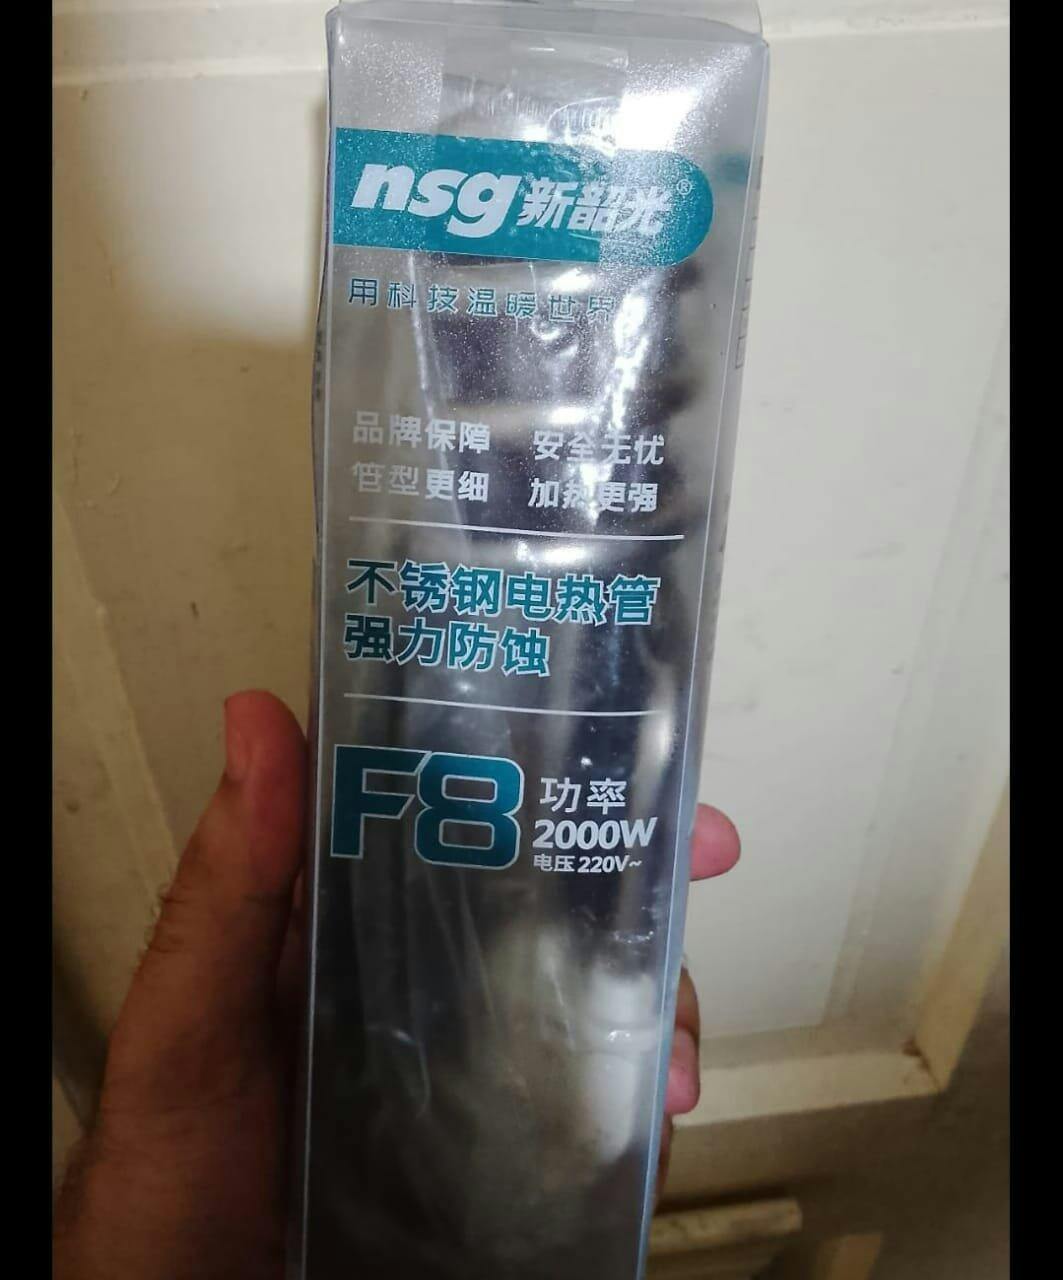 nsg新韶光®
用科技温暖世界
品牌保障 安全无忧
管型更细 加热更强
不锈钢电热管
强力防蚀
F8
功率
2000W
电压220V~